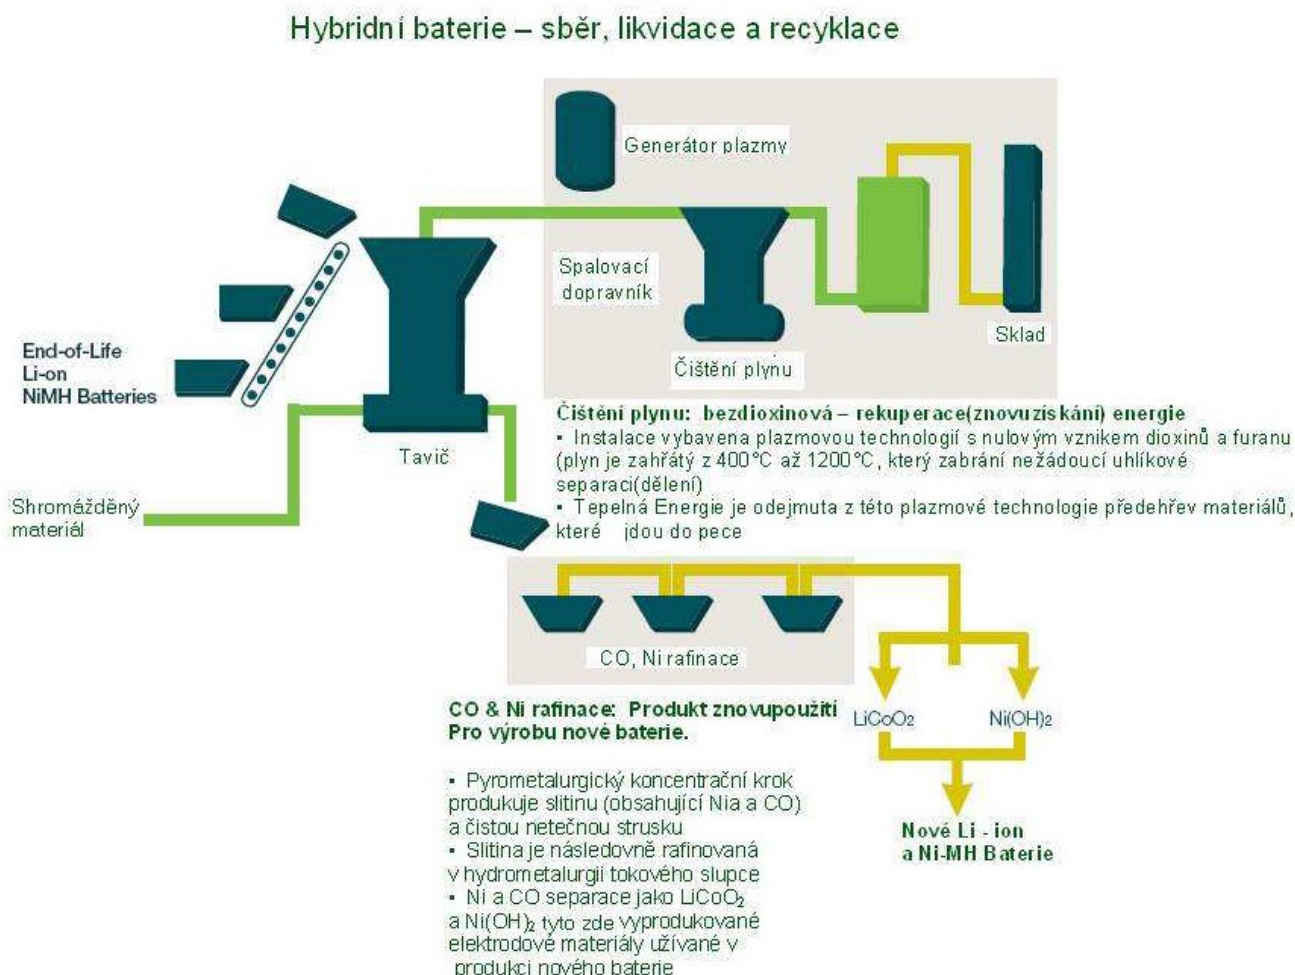 Hybridní baterie – sběr, likvidace a recyklace
Generátor plazmy
Spalovací
dopravník
Čištění plynu
Sklad
End-of-Life
Li-on
NiMH Batteries
Tavič
Shromážděný
materiál
Čištění plynu: bezdioxinová – rekuperace(znovuzískání) energie
▪ Instalace vybavena plazmovou technologií s nulovým vznikem dioxinů a furanu
(plyn je zahřátý z 400°C až 1200°C, který zabrání nežádoucí uhlíkové
separaci(dělení)
▪ Tepelná Energie je odejmuta z této plazmové technologie předehřev materiálů,
které jdou do pece
CO, Ni rafinace
CO & Ni rafinace: Produkt znovupoužití
Pro výrobu nové baterie.
▪ Pyrometalurgický koncentrační krok
produkuje slitinu (obsahující Nia a CO)
a čistou netečnou strusku
▪ Slitina je následovně rafinovaná
v hydrometalurgii tokového slupce
▪ Ni a CO separace jako LiCoO₂
a Ni(OH)₂ tyto zde vyprodukované
elektrodové materiály užívané v
produkci nového baterie
LiCoO2
Ni(OH)2
Nové Li - ion
a Ni-MH Baterie